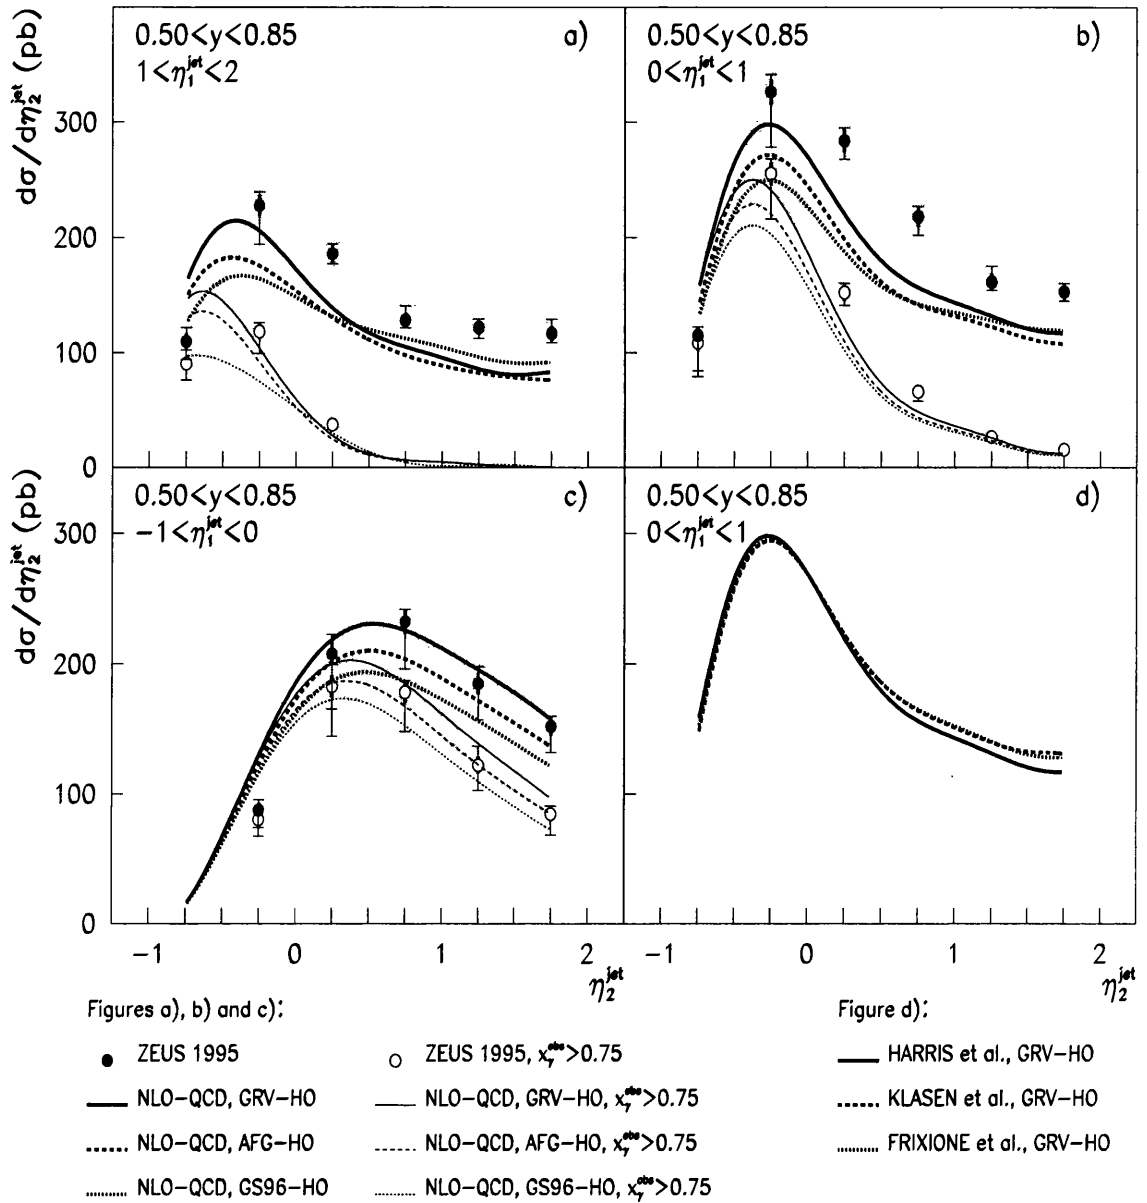 0.50<y<0.85 a)
1<η₁^jet<2
0.50<y<0.85 b)
0<η₁^jet<1
dσ/dη₂^jet (pb)
300
200
100
0
0.50<y<0.85 c)
-1<η₁^jet<0
0.50<y<0.85 d)
0<η₁^jet<1
dσ/dη₂^jet (pb)
300
200
100
0
-1 0 1 2
-1 0 1 2
η₂^jet
η₂^jet
Figures a), b) and c):
Figure d):
ZEUS 1995
ZEUS 1995, x_γ^obs>0.75
HARRIS et al., GRV-HO
NLO-QCD, GRV-HO
NLO-QCD, GRV-HO, x_γ^obs>0.75
KLASEN et al., GRV-HO
NLO-QCD, AFG-HO
NLO-QCD, AFG-HO, x_γ^obs>0.75
FRIXIONE et al., GRV-HO
NLO-QCD, GS96-HO
NLO-QCD, GS96-HO, x_γ^obs>0.75